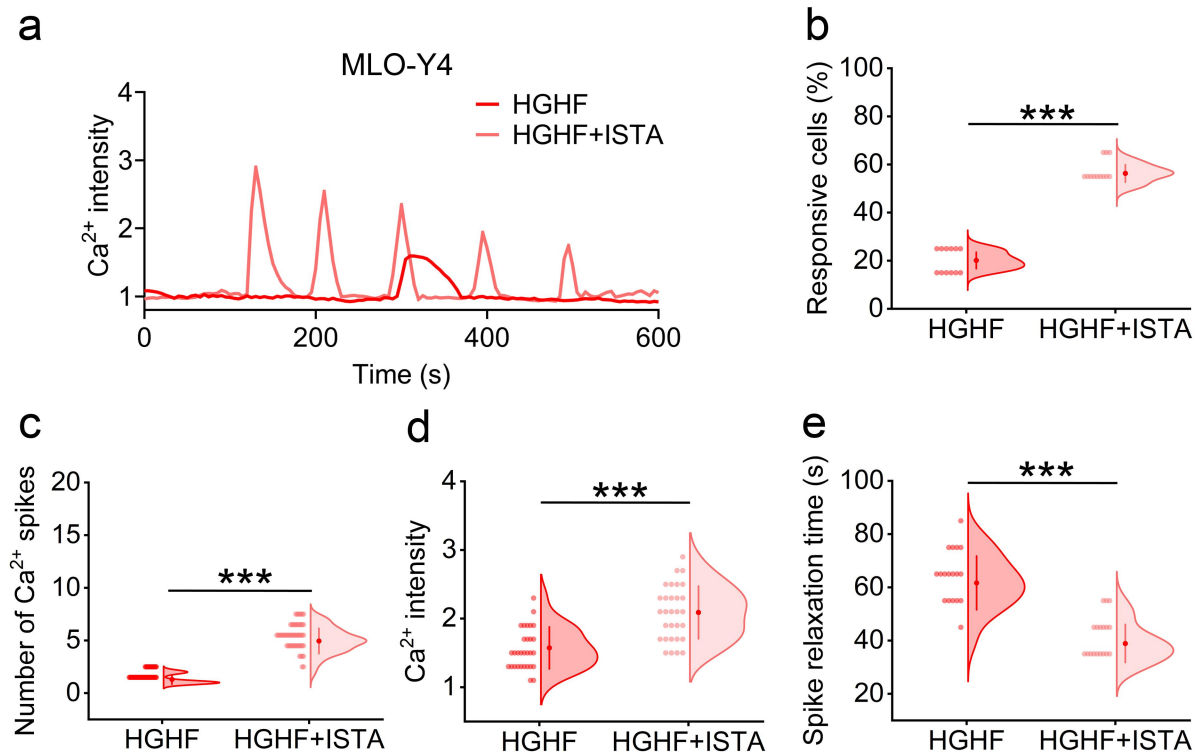 a
MLO-Y4
HGHF
HGHF+ISTA
Ca²⁺ intensity
4
3
2
1
0
200
400
600
Time (s)
b
Responsive cells (%)
100
80
60
40
20
0
***
HGHF
HGHF+ISTA
c
Number of Ca²⁺ spikes
20
15
10
5
0
***
HGHF
HGHF+ISTA
d
Ca²⁺ intensity
4
3
2
1
***
HGHF
HGHF+ISTA
e
Spike relaxation time (s)
100
80
60
40
20
***
HGHF
HGHF+ISTA